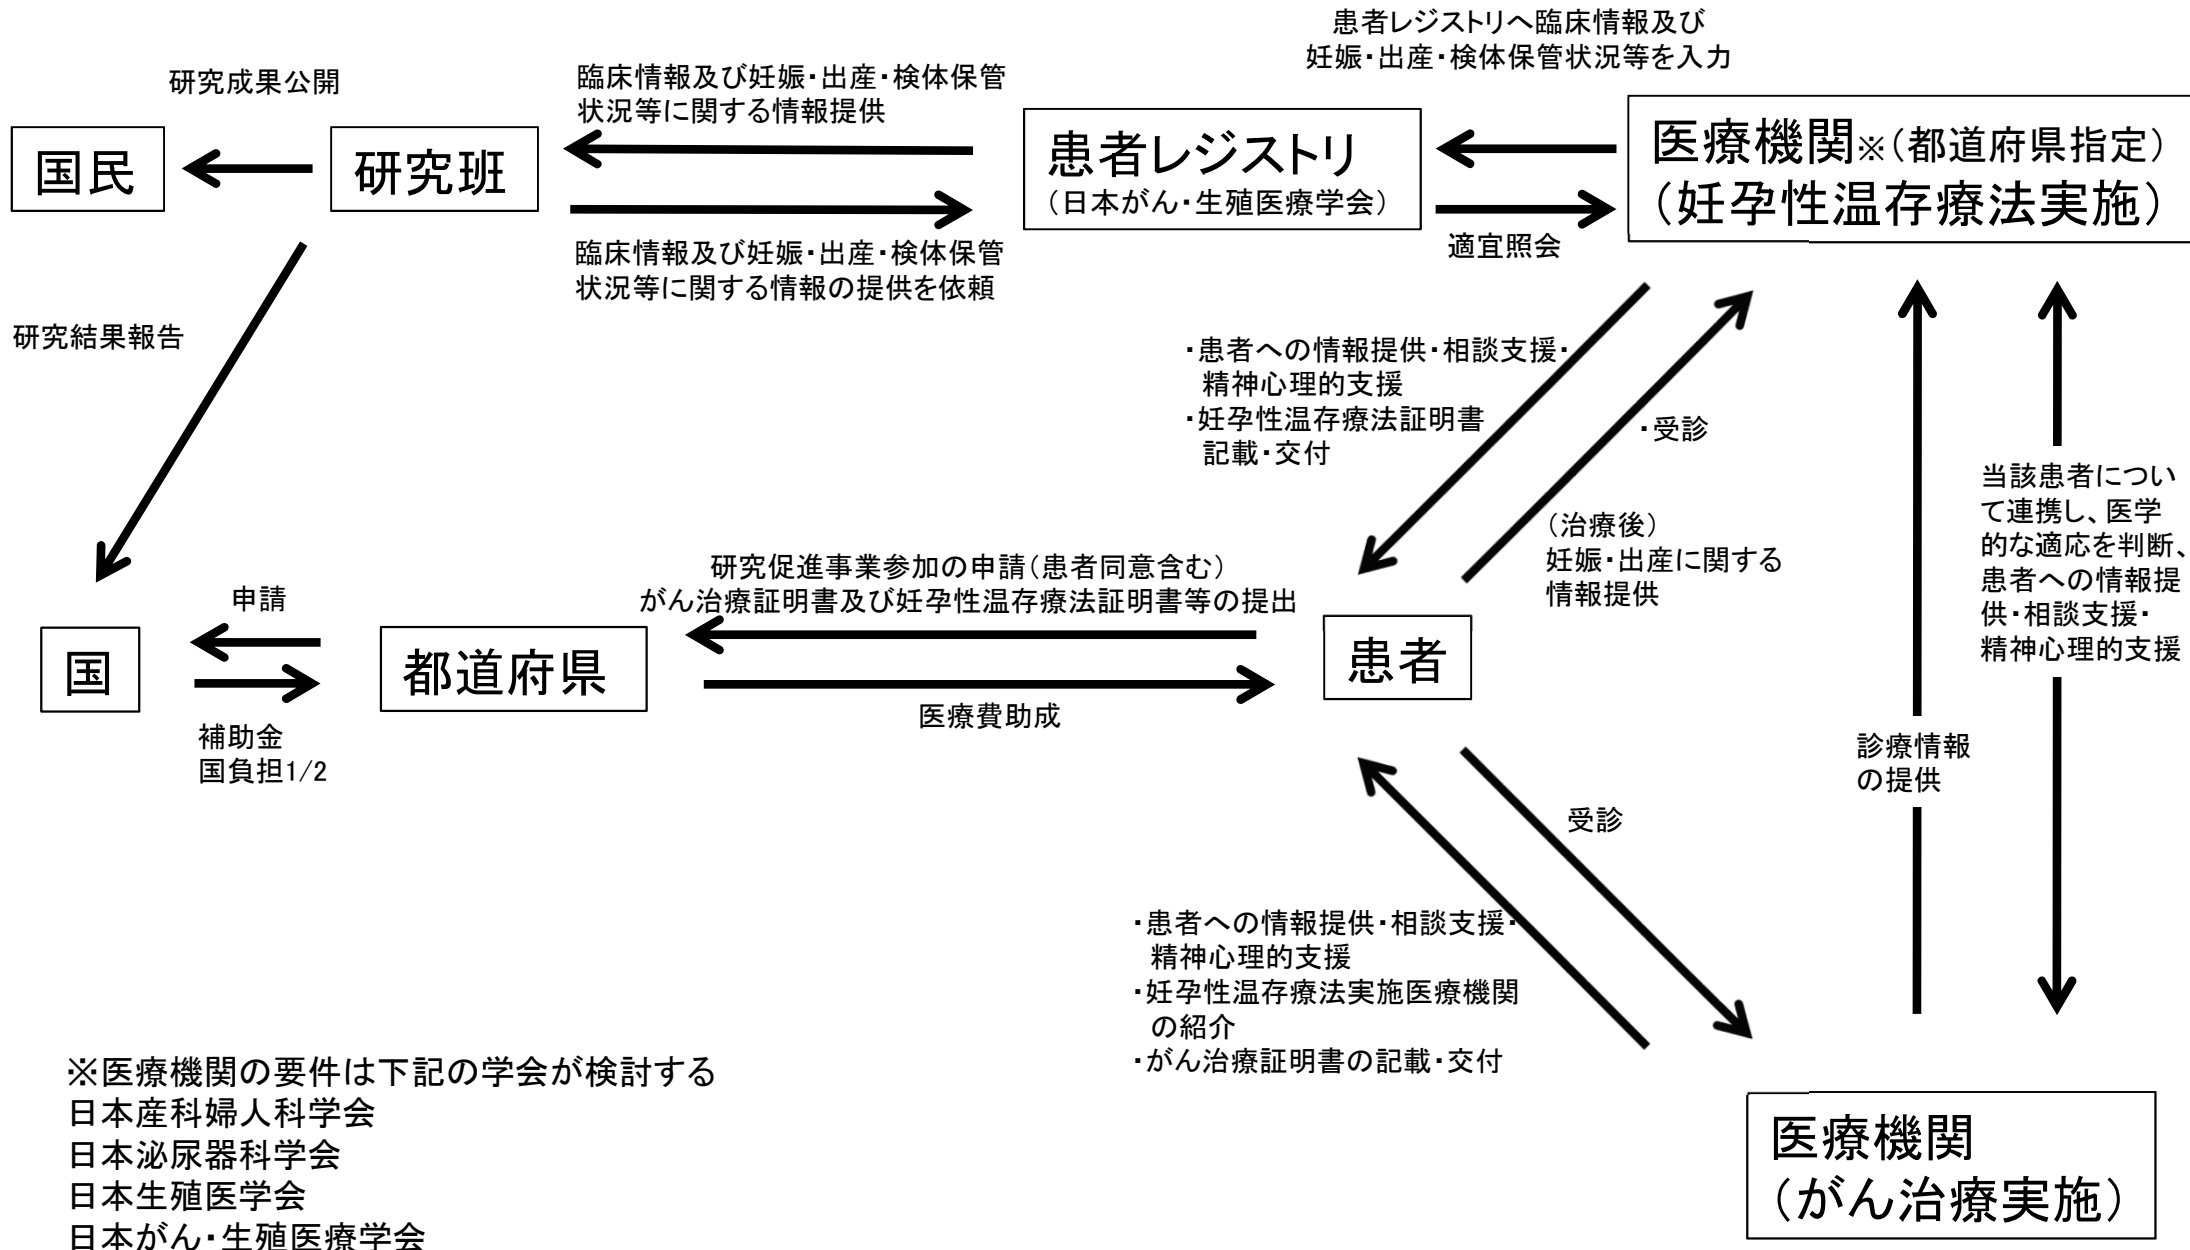 患者レジストリへ臨床情報及び
妊娠・出産・検体保管状況等を入力
研究成果公開
臨床情報及び妊娠・出産・検体保管
状況等に関する情報提供
国民
研究班
患者レジストリ
（日本がん・生殖医療学会）
医療機関※（都道府県指定）
（妊孕性温存療法実施）
臨床情報及び妊娠・出産・検体保管
状況等に関する情報の提供を依頼
適宜照会
研究結果報告
・患者への情報提供・相談支援・
精神心理的支援
・妊孕性温存療法証明書
記載・交付
・受診
（治療後）
妊娠・出産に関する
情報提供
当該患者につい
て連携し、医学
的な適応を判断、
患者への情報提
供・相談支援・
精神心理的支援
研究促進事業参加の申請（患者同意含む）
がん治療証明書及び妊孕性温存療法証明書等の提出
申請
国
都道府県
患者
補助金
国負担1/2
医療費助成
診療情報
の提供
受診
・患者への情報提供・相談支援・
精神心理的支援
・妊孕性温存療法実施医療機関
の紹介
・がん治療証明書の記載・交付
医療機関
（がん治療実施）
※医療機関の要件は下記の学会が検討する
日本産科婦人科学会
日本泌尿器科学会
日本生殖医学会
日本がん・生殖医療学会